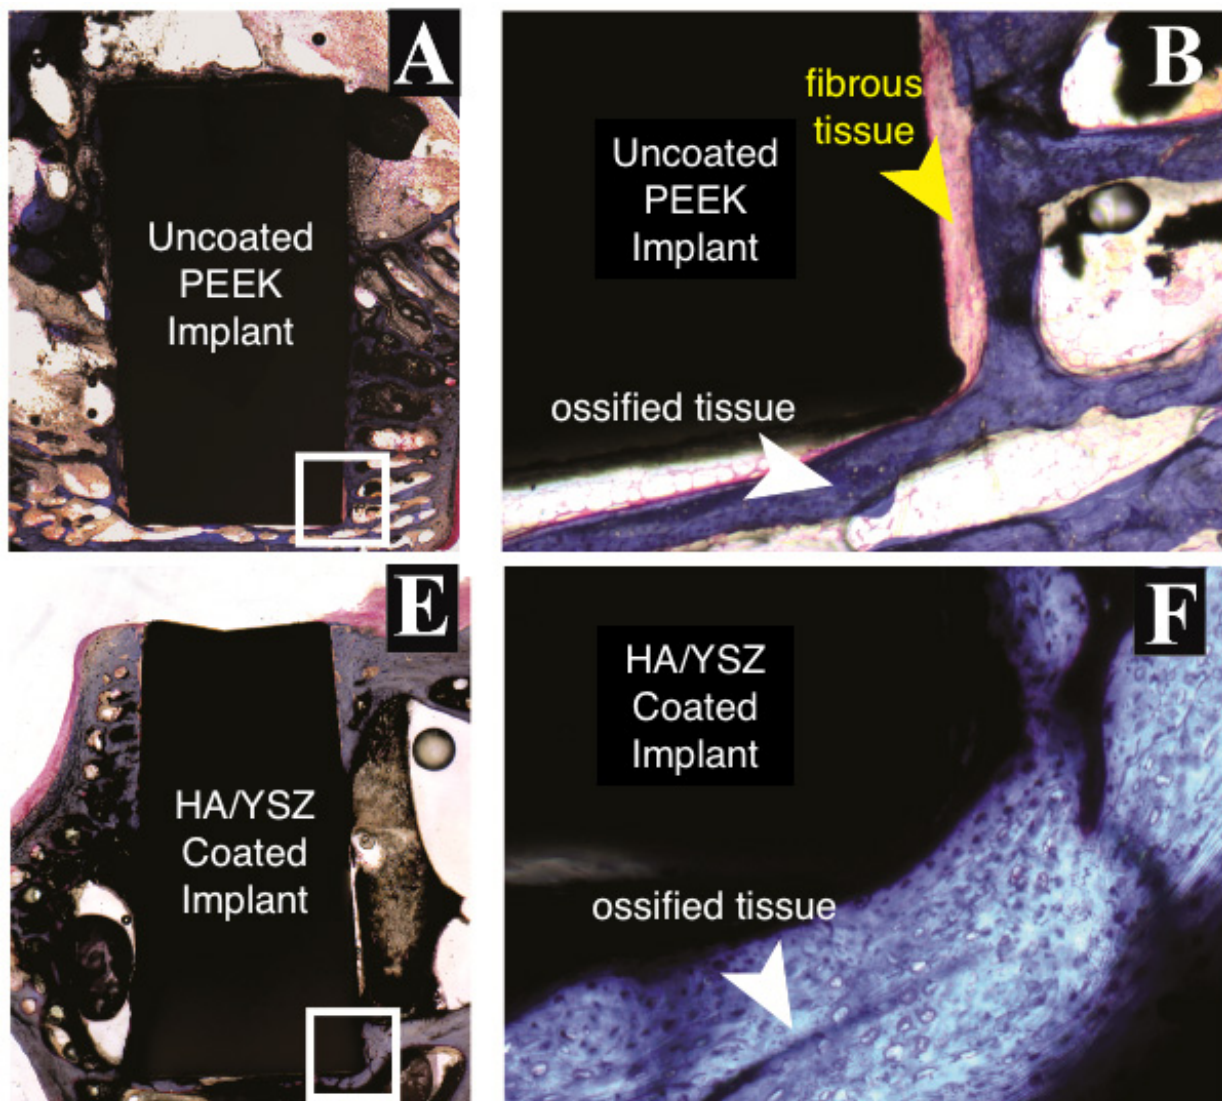 A
Uncoated
PEEK
Implant
B
fibrous
tissue
Uncoated
PEEK
Implant
ossified tissue
E
HA/YSZ
Coated
Implant
F
HA/YSZ
Coated
Implant
ossified tissue